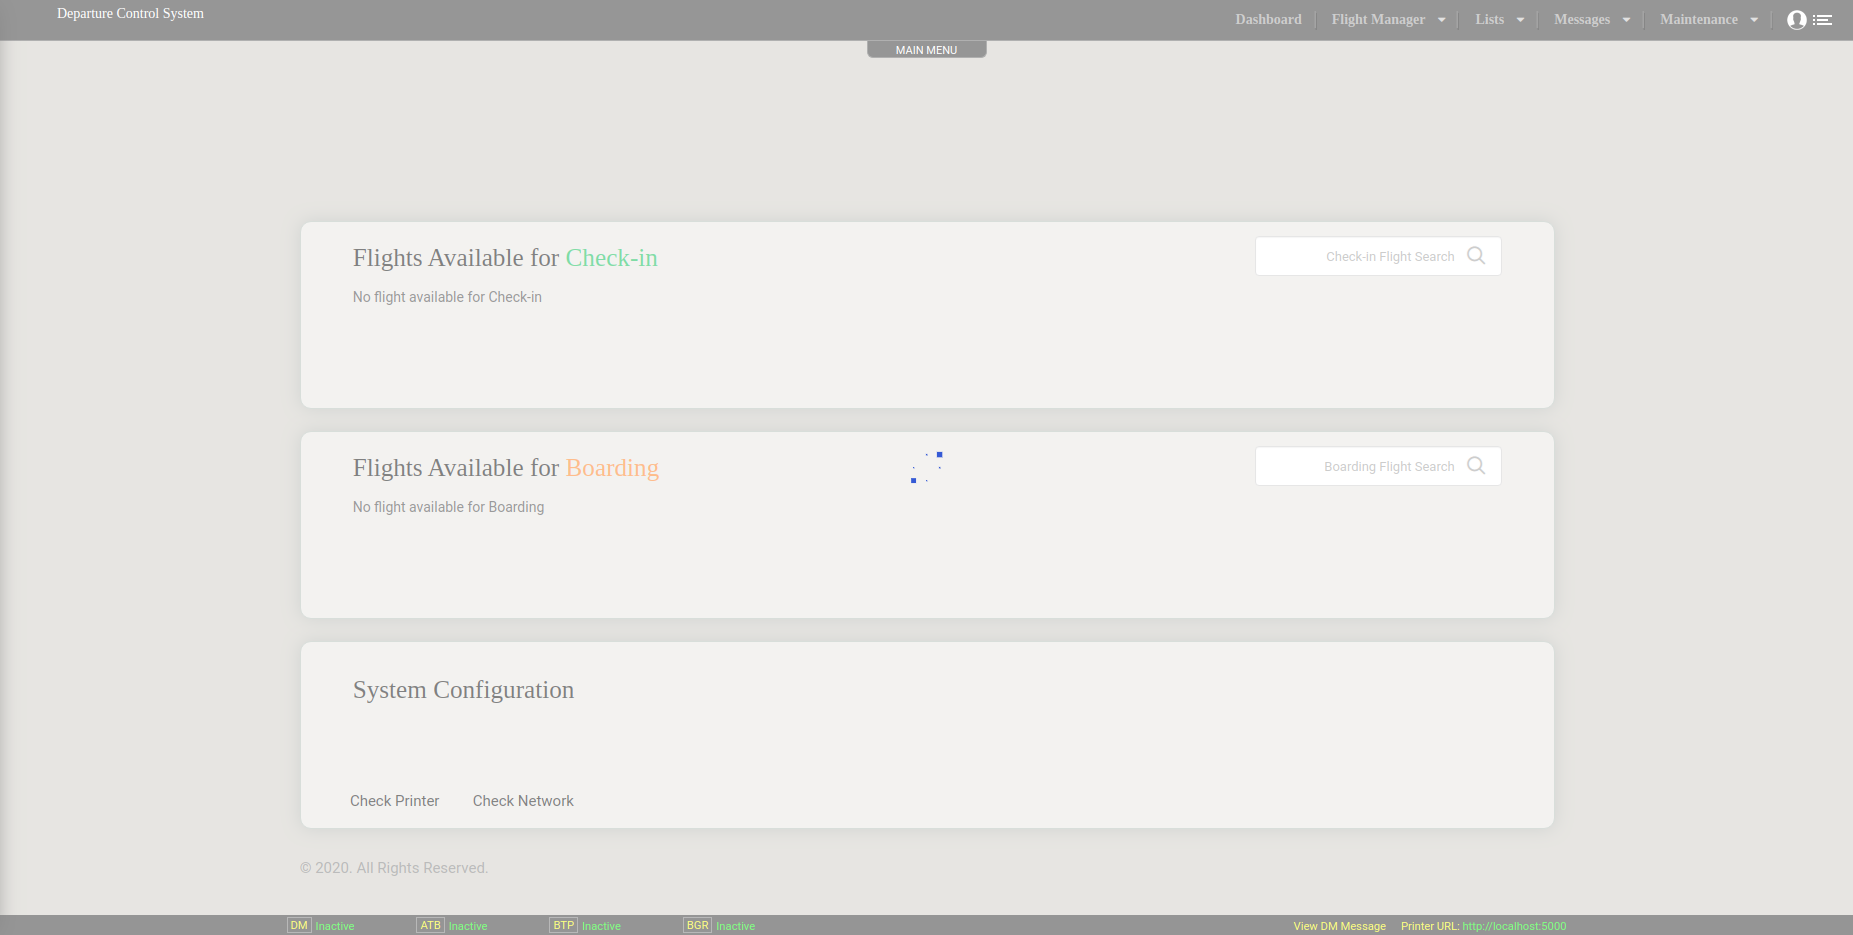 Departure Control System
Dashboard Flight Manager Lists Messages Maintenance
MAIN MENU
Flights Available for Check-in
Check-in Flight Search
No flight available for Check-in
Flights Available for Boarding
Boarding Flight Search
No flight available for Boarding
System Configuration
Check Printer Check Network
© 2020. All Rights Reserved.
DM Inactive ATB Inactive BTP Inactive BGR Inactive View DM Message Printer URL: http://localhost:5000